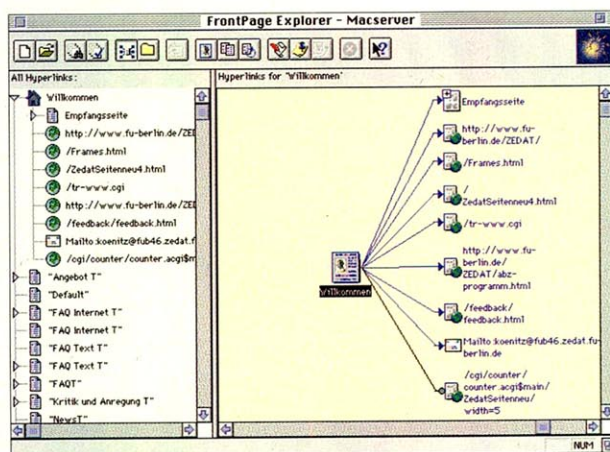 FrontPage Explorer - Macserver
All Hyperlinks:
Willkommen
Empfangsseite
http://www.fu-berlin.de/ZED
/Frames.html
/ZedatSeitenneu4.html
/tr-www.cgi
http://www.fu-berlin.de/ZED
/feedback/feedback.html
Mailto:koenitz@fub46.zedat.f
/cgi/counter/counter.acgi$m
"Angebot T"
"Default"
"FAQ Internet T"
"FAQ Internet T"
"FAQ Text T"
"FAQ Text T"
"FAQT"
"Kritik und Anregung T"
"NewsT"
Hyperlinks for 'Willkommen'
Willkommen
Empfangsseite
http://www.fu-
berlin.de/ZEDAT/
/Frames.html
/
ZedatSeitenneu4.html
/tr-www.cgi
http://www.fu-
berlin.de/
ZEDAT/abz-
programm.html
/feedback/
feedback.html
Mailto:koenitz@fub46.zedat.fu-
berlin.de
/cgi/counter/
counter.acgi$main/
ZedatSeitenneu/
width=5
NUM